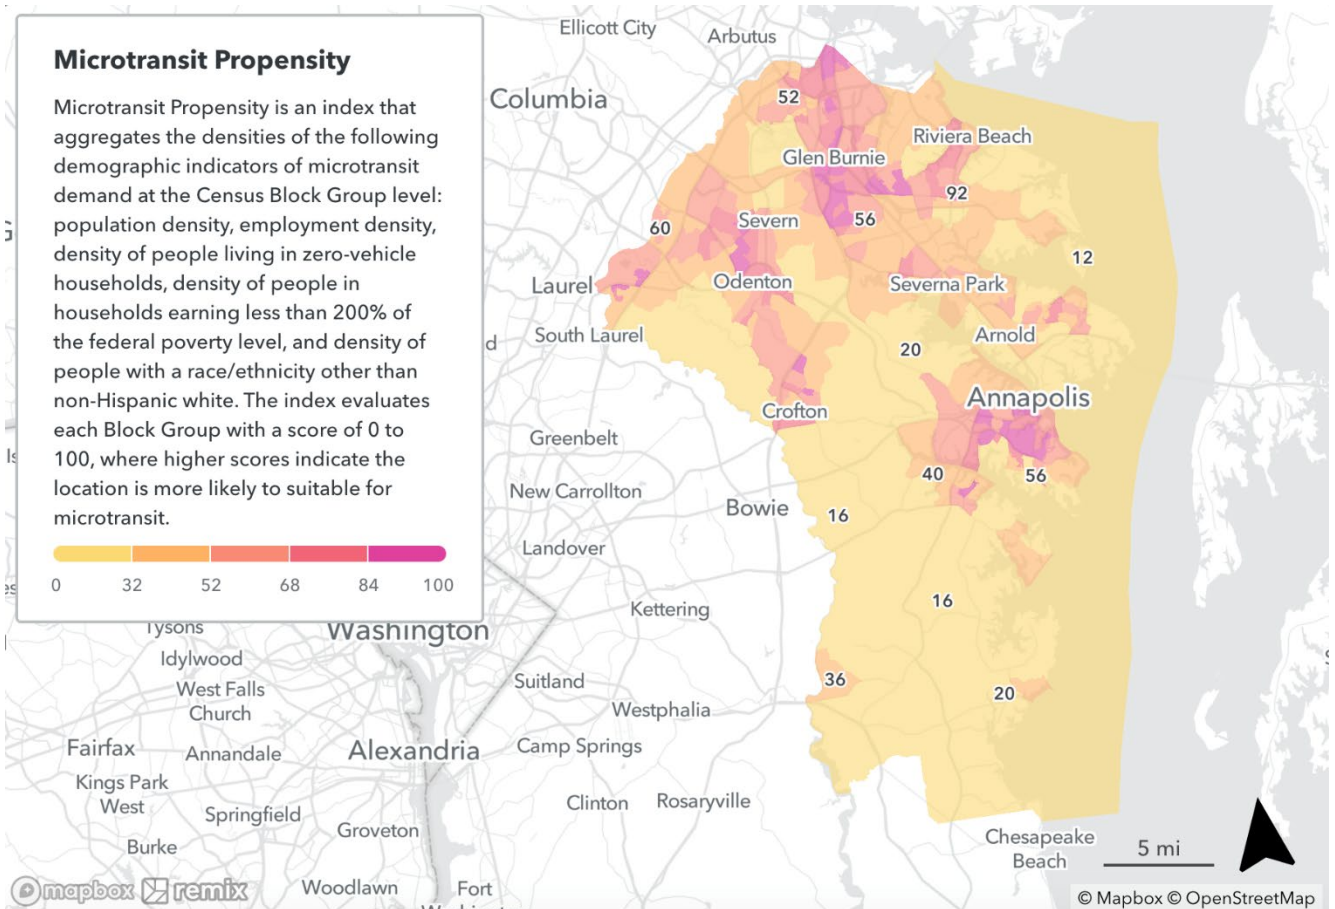 Microtransit Propensity
Microtransit Propensity is an index that
aggregates the densities of the following
demographic indicators of microtransit
demand at the Census Block Group level:
population density, employment density,
density of people living in zero-vehicle
households, density of people in
households earning less than 200% of
the federal poverty level, and density of
people with a race/ethnicity other than
non-Hispanic white. The index evaluates
each Block Group with a score of 0 to
100, where higher scores indicate the
location is more likely to suitable for
microtransit.
0 32 52 68 84 100
Ellicott City
Arbutus
Columbia
52
Riviera Beach
Glen Burnie
92
60
Severn
56
12
Laurel
Odenton
Severna Park
South Laurel
20
Arnold
Annapolis
Crofton
Greenbelt
40
56
New Carrollton
Bowie
16
Landover
16
Kettering
Tysons
Washington
Idylwood
Suitland
36
20
West Falls
Church
Westphalia
Fairfax
Annandale
Alexandria
Camp Springs
Kings Park
West
Springfield
Clinton
Rosaryville
Groveton
Burke
Chesapeake
Beach
5 mi
mapbox remix
Woodlawn
Fort
© Mapbox © OpenStreetMap